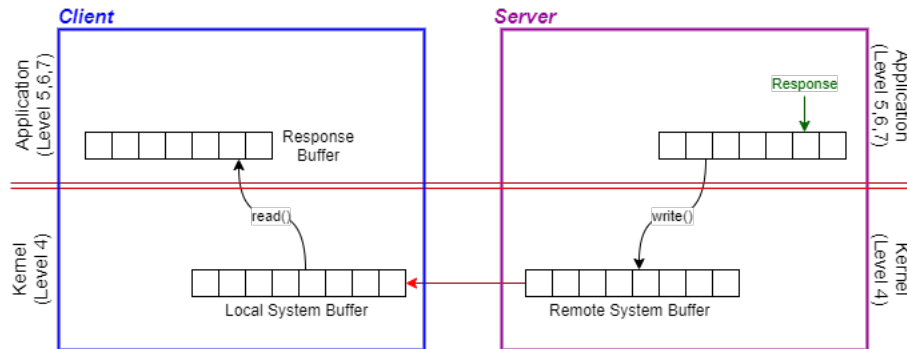 Client
Server
Application
(Level 5,6,7)
Response
Buffer
Response
Application
(Level 5,6,7)
read()
write()
Kernel
(Level 4)
Local System Buffer
Remote System Buffer
Kernel
(Level 4)